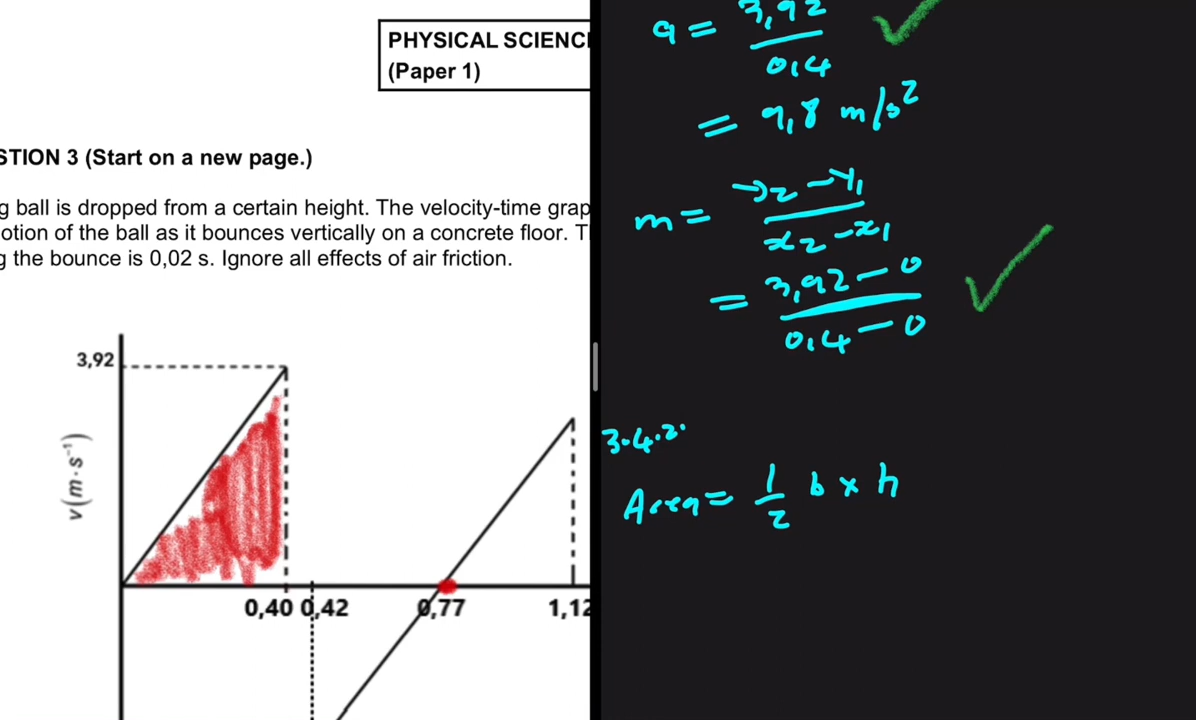 PHYSICAL SCIENC
(Paper 1)
STION 3 (Start on a new page.)
g ball is dropped from a certain height. The velocity-time grap
otion of the ball as it bounces vertically on a concrete floor. T
g the bounce is 0,02 s. Ignore all effects of air friction.
3,92
v(m·s⁻¹)
0,40 0,42 0,77 1,12
a = 3,92 / 0,4
= 9,8 m/s²
m = y₂ - y₁ / x₂ - x₁
= 3,92 - 0 / 0,4 - 0
3.4.2.
Area = 1/2 b × h